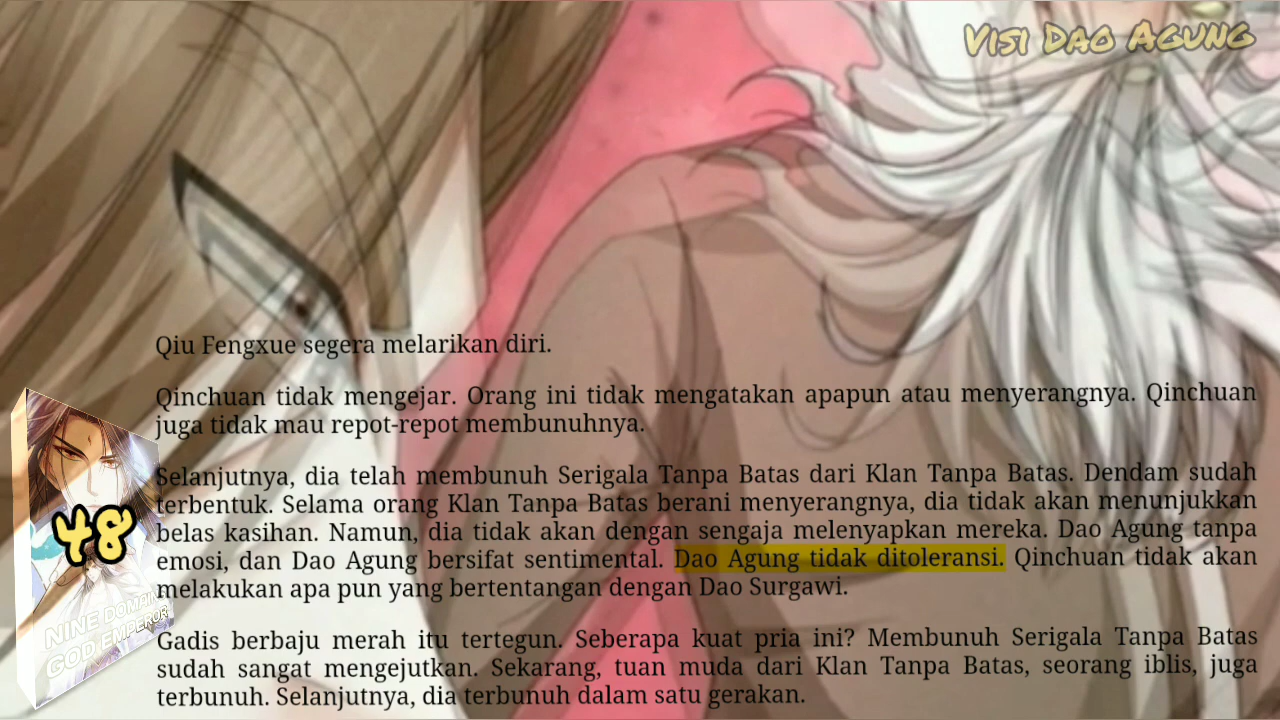 Visi Dao Agung
Qiu Fengxue segera melarikan diri.
Qinchuan tidak mengejar. Orang ini tidak mengatakan apapun atau menyerangnya. Qinchuan
juga tidak mau repot-repot membunuhnya.
Selanjutnya, dia telah membunuh Serigala Tanpa Batas dari Klan Tanpa Batas. Dendam sudah
terbentuk. Selama orang Klan Tanpa Batas berani menyerangnya, dia tidak akan menunjukkan
belas kasihan. Namun, dia tidak akan dengan sengaja melenyapkan mereka. Dao Agung tanpa
emosi, dan Dao Agung bersifat sentimental. Dao Agung tidak ditoleransi. Qinchuan tidak akan
melakukan apa pun yang bertentangan dengan Dao Surgawi.
Gadis berbaju merah itu tertegun. Seberapa kuat pria ini? Membunuh Serigala Tanpa Batas
sudah sangat mengejutkan. Sekarang, tuan muda dari Klan Tanpa Batas, seorang iblis, juga
terbunuh. Selanjutnya, dia terbunuh dalam satu gerakan.
48
NINE DOMAIN
GOD EMPEROR